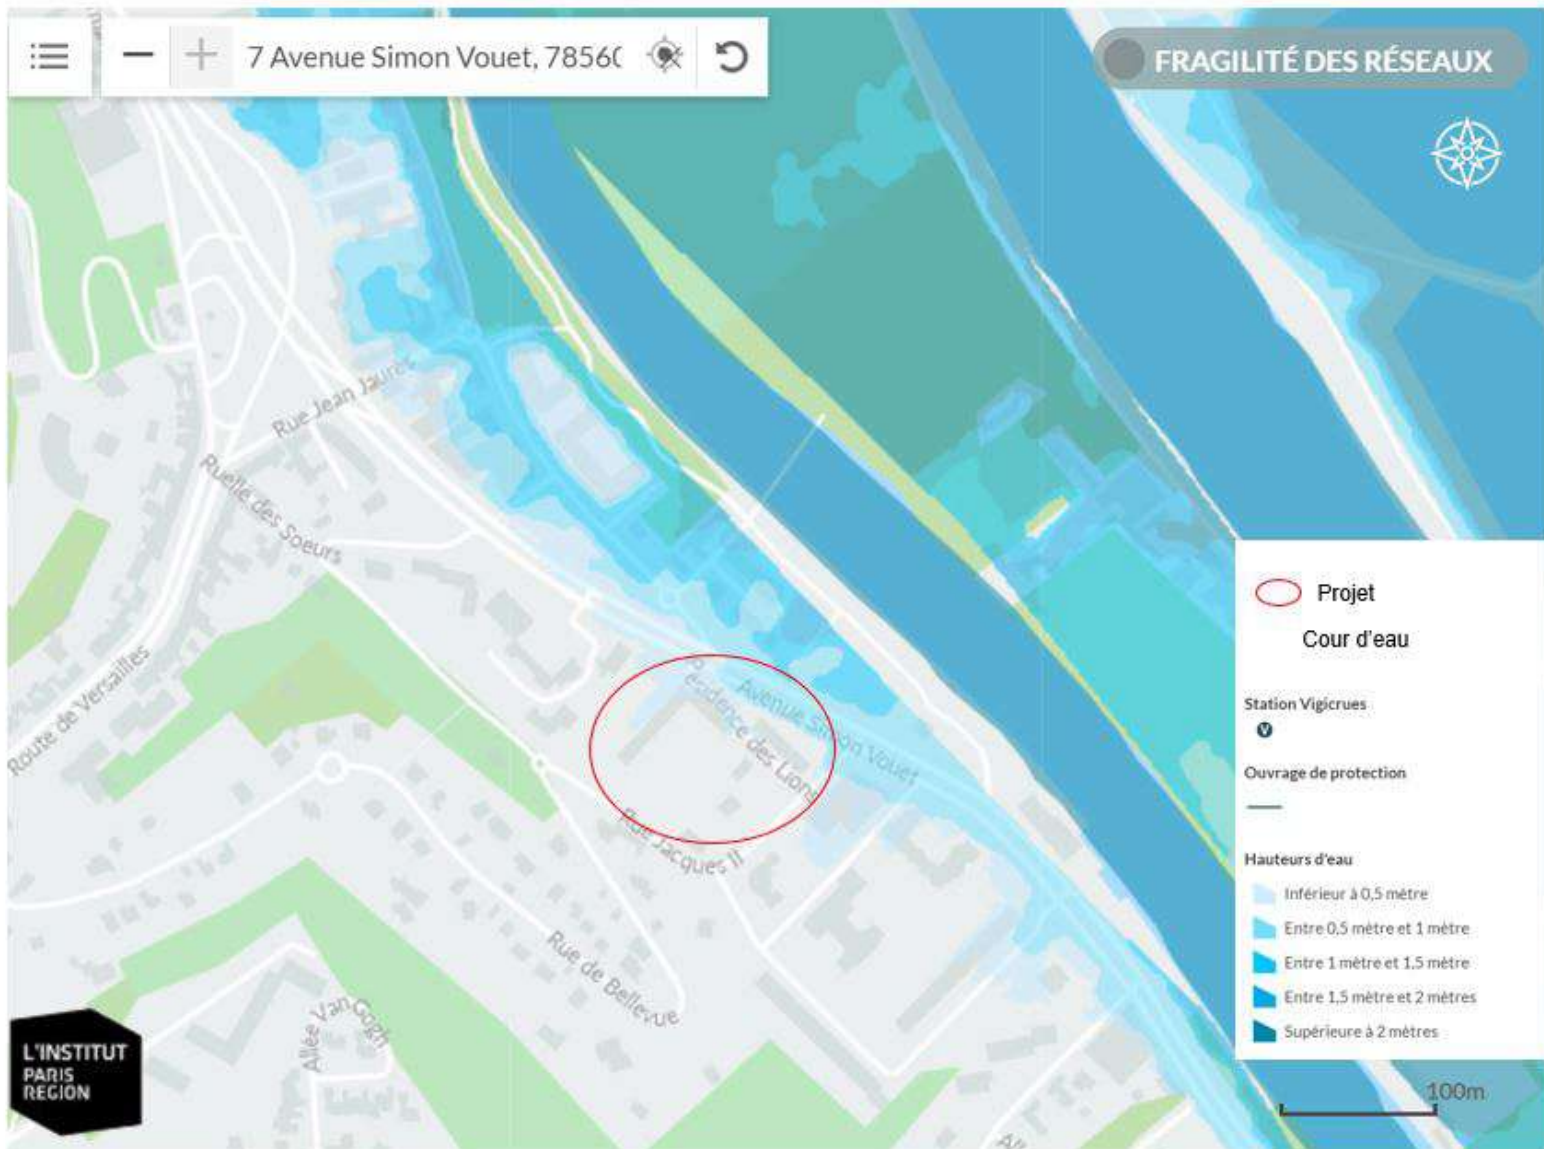 7 Avenue Simon Vouet, 7856(
FRAGILITÉ DES RÉSEAUX
Rue Jean Jaurès
Ruelle des Soeurs
Route de Versailles
Avenue Simon Vouet
Résidence des Lions
Rue Jacques II
Rue de Bellevue
Allée Van Gogh
Projet
Cour d'eau
Station Vigicrues
V
Ouvrage de protection
Hauteurs d'eau
Inférieur à 0,5 mètre
Entre 0,5 mètre et 1 mètre
Entre 1 mètre et 1,5 mètre
Entre 1,5 mètre et 2 mètres
Supérieure à 2 mètres
L'INSTITUT
PARIS
REGION
100m